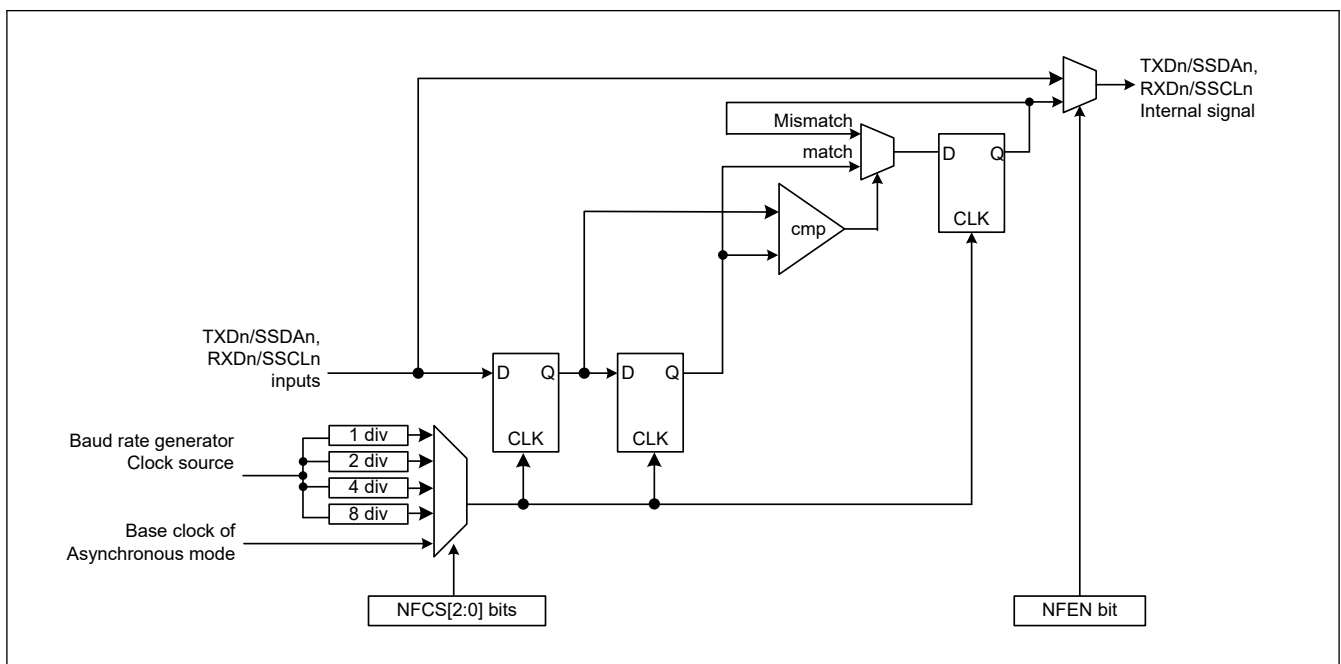 TXDn/SSDAn,
RXDn/SSCLn
Internal signal
Mismatch
match
D
Q
CLK
cmp
TXDn/SSDAn,
RXDn/SSCLn
inputs
D
Q
CLK
D
Q
CLK
Baud rate generator
Clock source
1 div
2 div
4 div
8 div
Base clock of
Asynchronous mode
NFCS[2:0] bits
NFEN bit